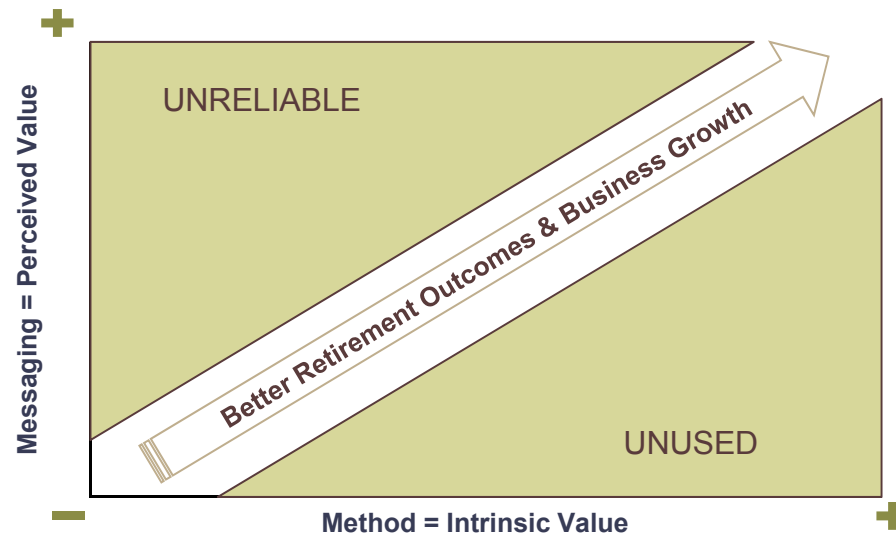 UNRELIABLE
Messaging = Perceived Value
Better Retirement Outcomes & Business Growth
UNUSED
Method = Intrinsic Value